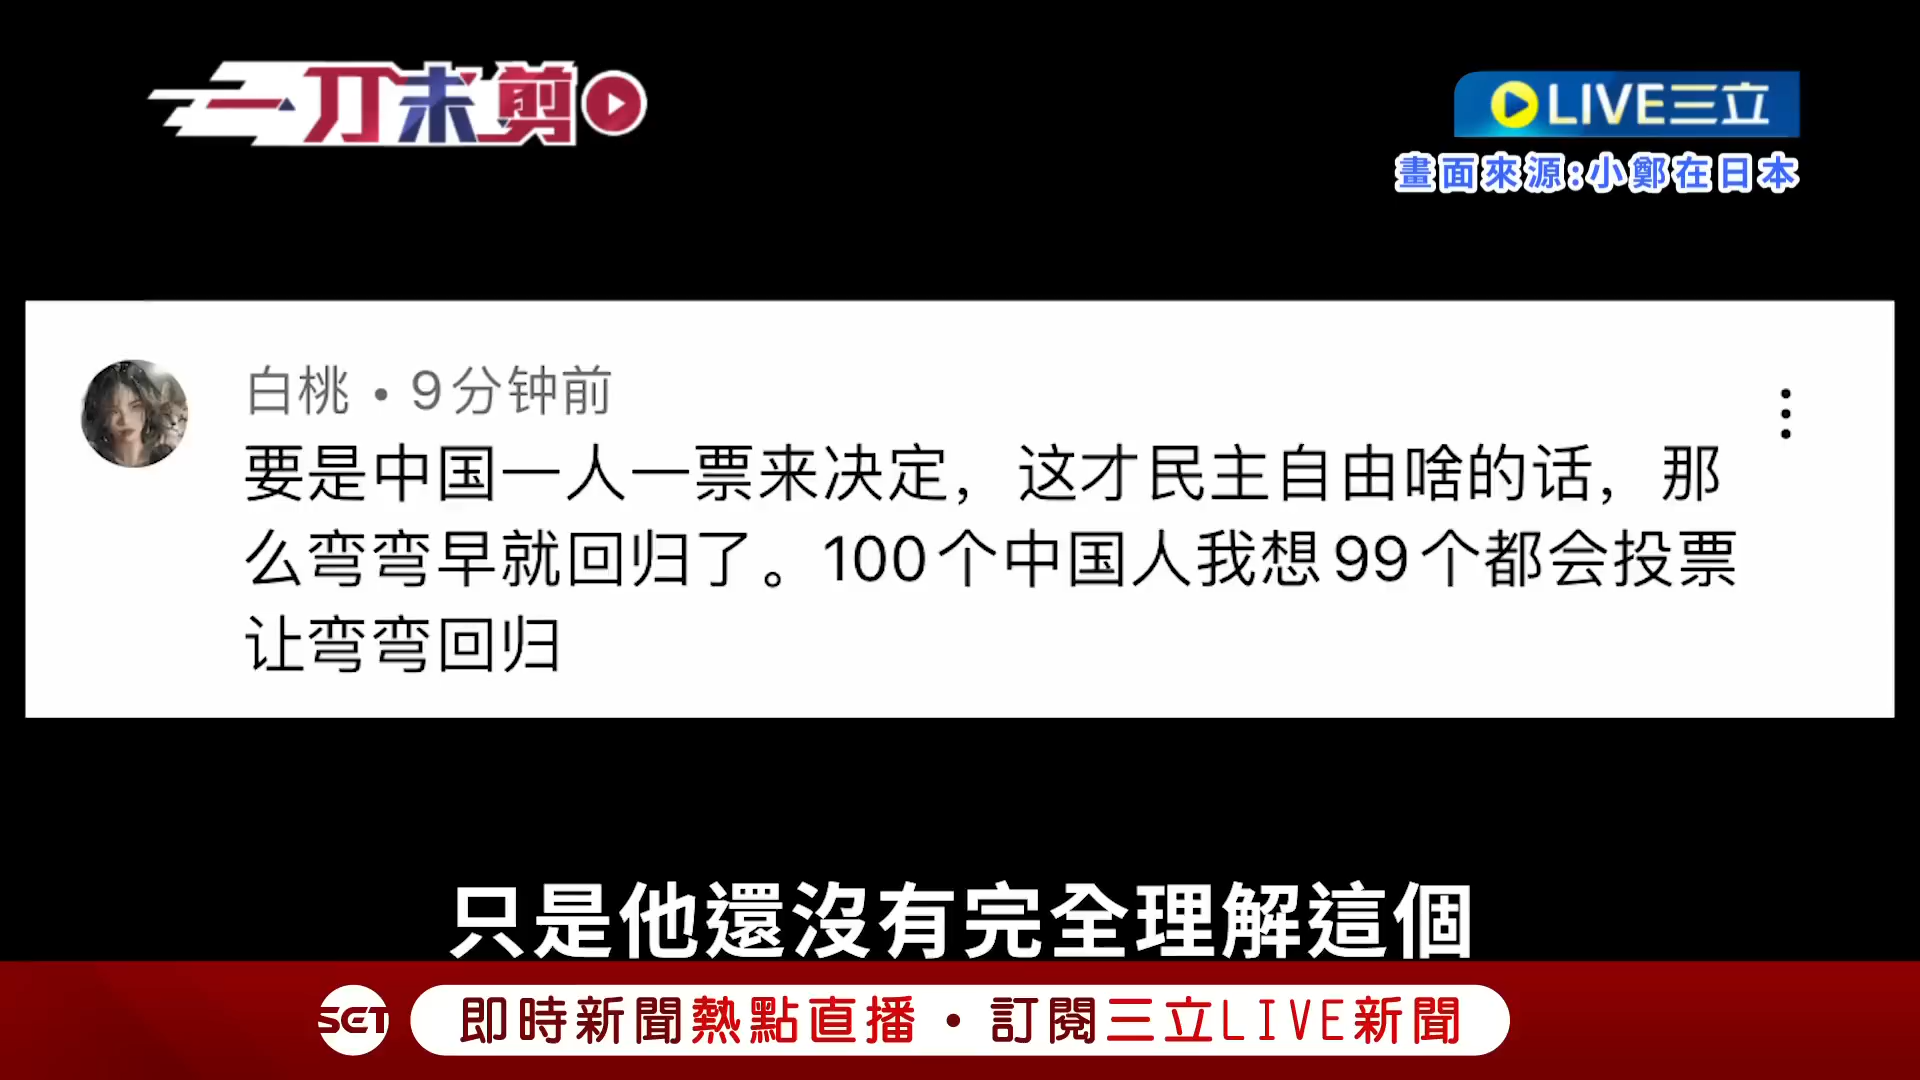 一刀未剪
LIVE三立
畫面來源:小鄭在日本
白桃 • 9分钟前
要是中国一人一票来决定，这才民主自由啥的话，那
么弯弯早就回归了。100个中国人我想99个都会投票
让弯弯回归
只是他還沒有完全理解這個
SET 即時新聞熱點直播 • 訂閱三立LIVE新聞